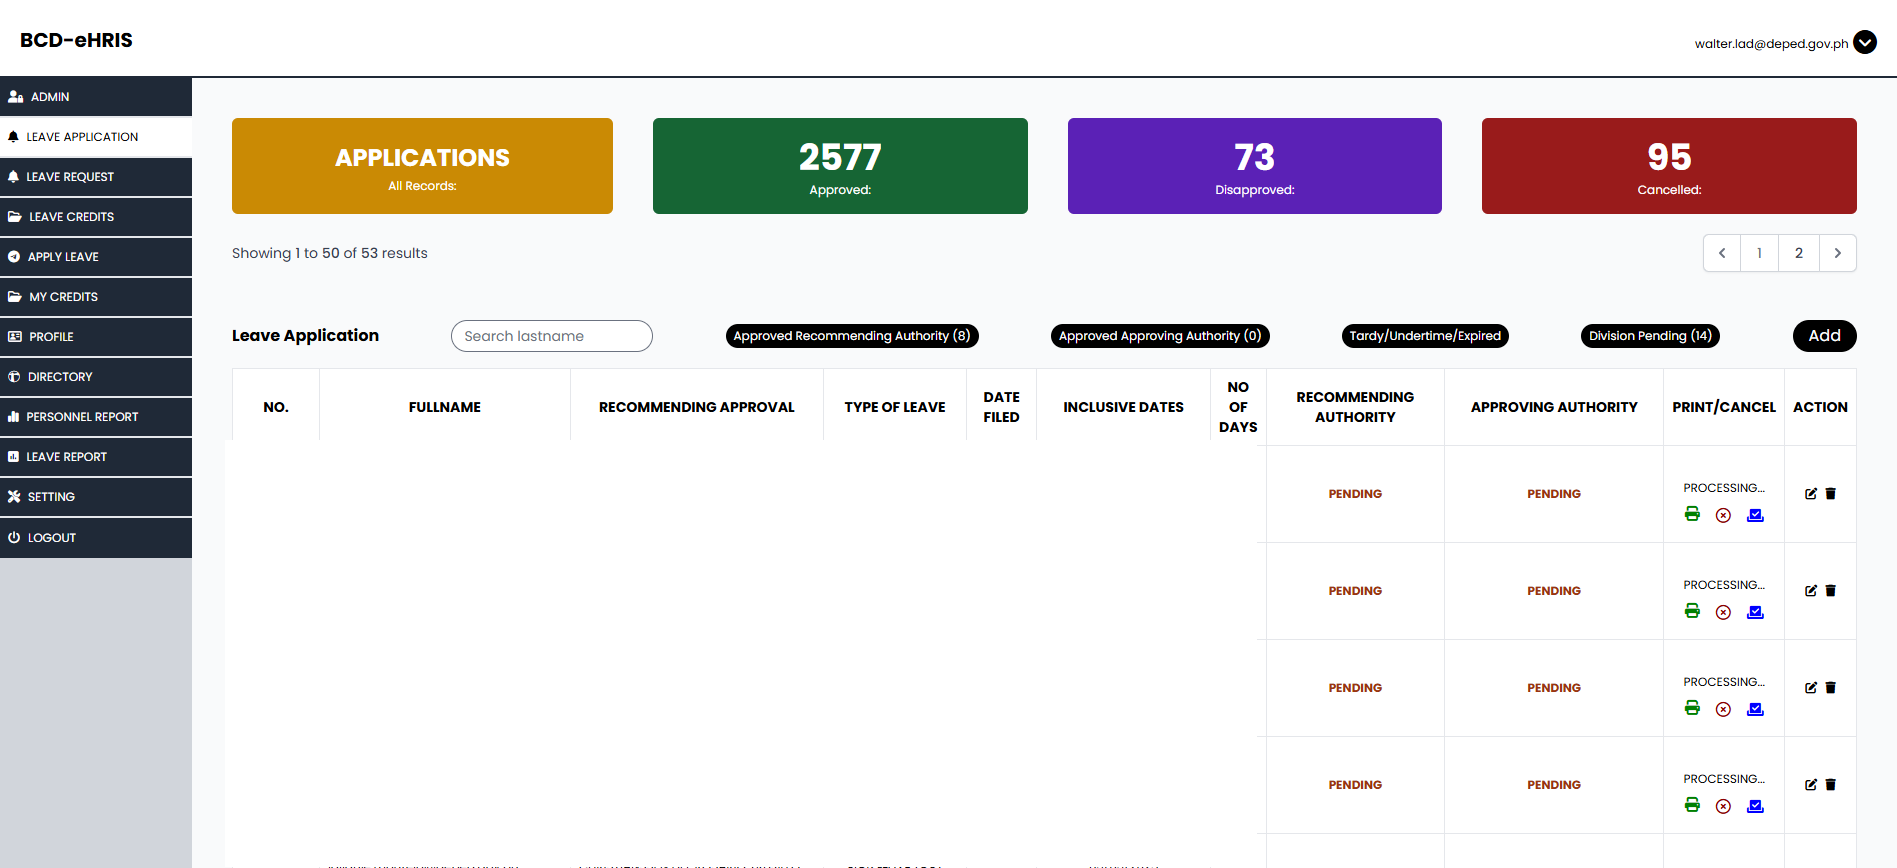 BCD-eHRIS
walter.lad@deped.gov.ph
ADMIN
LEAVE APPLICATION
LEAVE REQUEST
LEAVE CREDITS
APPLY LEAVE
MY CREDITS
PROFILE
DIRECTORY
PERSONNEL REPORT
LEAVE REPORT
SETTING
LOGOUT
APPLICATIONS
All Records:
2577
Approved:
73
Disapproved:
95
Cancelled:
Showing 1 to 50 of 53 results
1 2
Leave Application
Search lastname
Approved Recommending Authority (8)
Approved Approving Authority (0)
Tardy/Undertime/Expired
Division Pending (14)
Add
NO.
FULLNAME
RECOMMENDING APPROVAL
TYPE OF LEAVE
DATE
FILED
INCLUSIVE DATES
NO
OF
DAYS
RECOMMENDING
AUTHORITY
APPROVING AUTHORITY
PRINT/CANCEL
ACTION
PENDING PENDING PROCESSING...
PENDING PENDING PROCESSING...
PENDING PENDING PROCESSING...
PENDING PENDING PROCESSING...